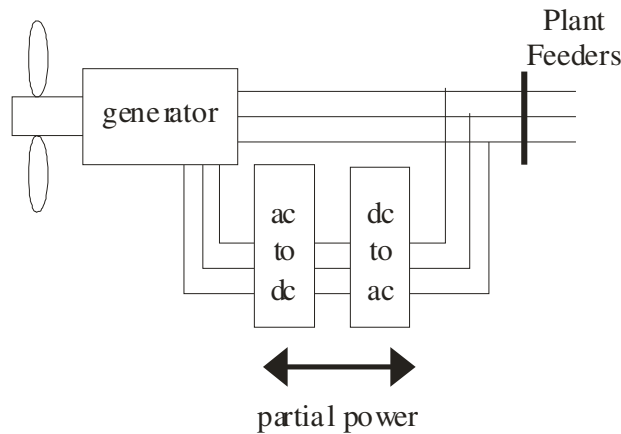 Plant
Feeders
generator
ac
to
dc
dc
to
ac
partial power